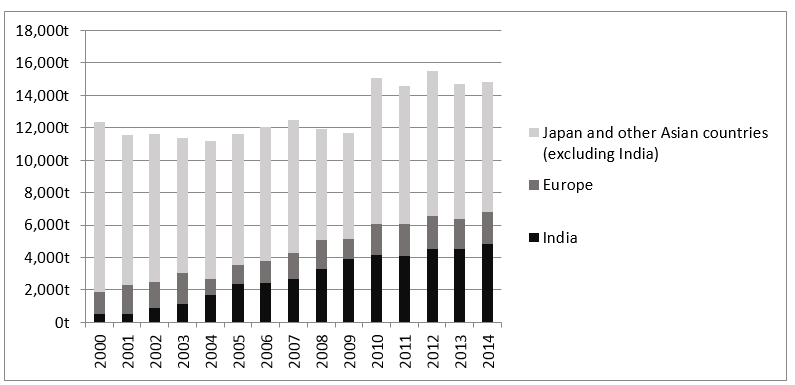 18,000t
16,000t
14,000t
12,000t
10,000t
8,000t
6,000t
4,000t
2,000t
0t
2000
2001
2002
2003
2004
2005
2006
2007
2008
2009
2010
2011
2012
2013
2014
Japan and other Asian countries
(excluding India)
Europe
India